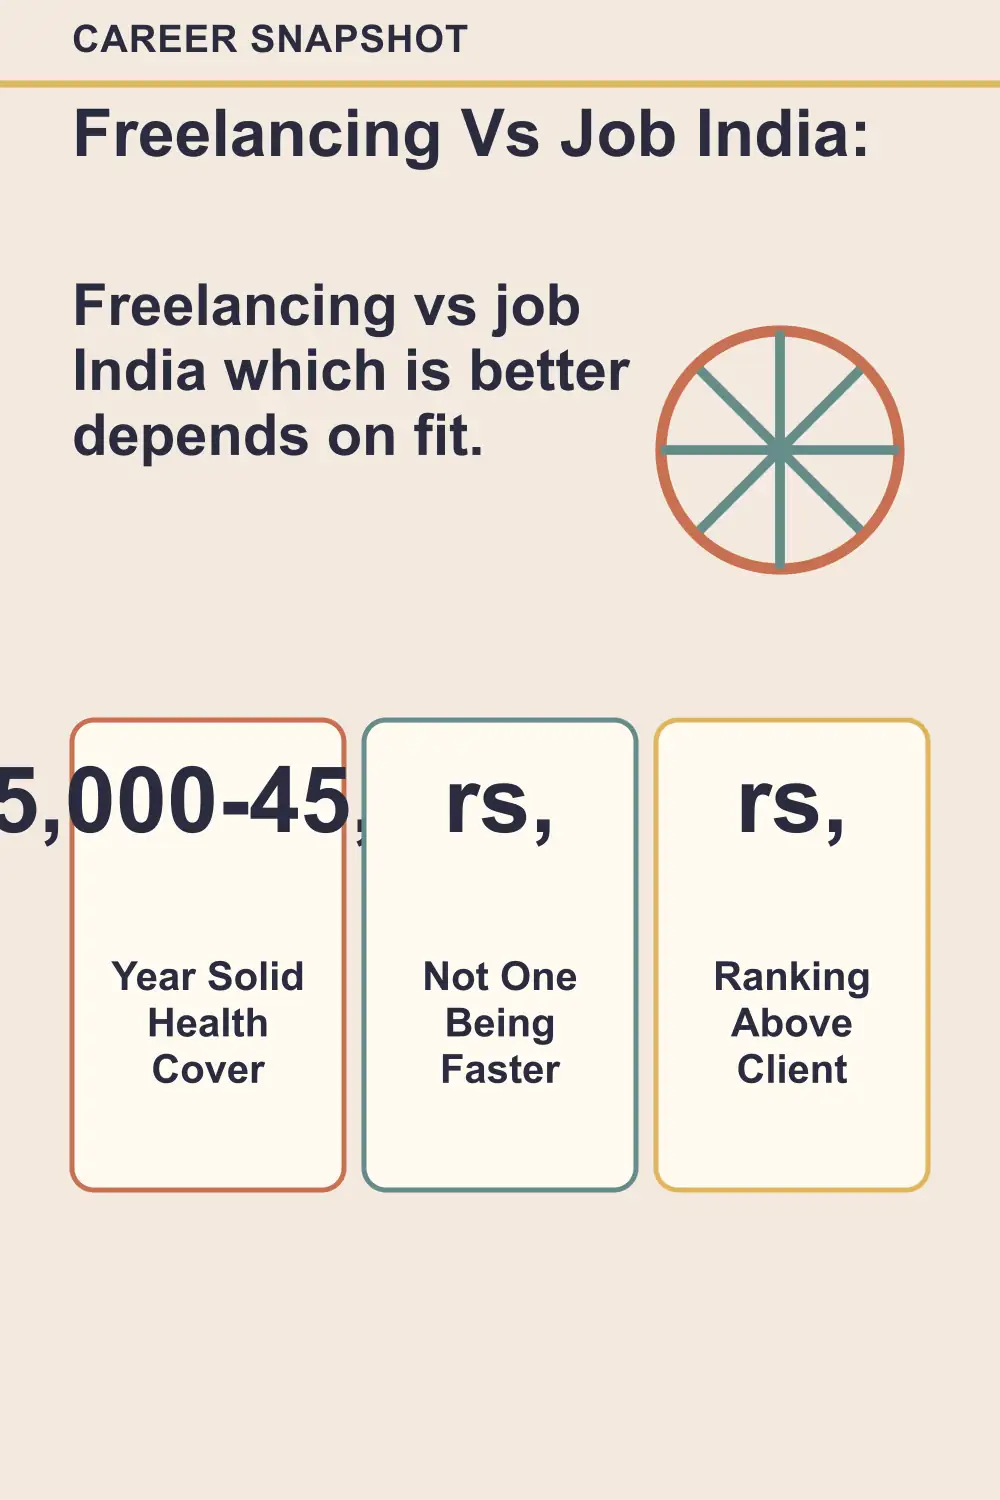 CAREER SNAPSHOT
Freelancing Vs Job India:
Freelancing vs job
India which is better
depends on fit.
5,000-45,
rs,
rs,
Year Solid
Health
Cover
Not One
Being
Faster
Ranking
Above
Client